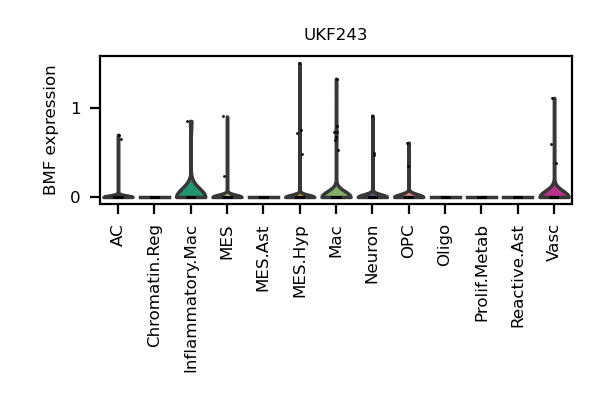 UKF243
BMF expression
1
0
AC
Chromatin.Reg
Inflammatory.Mac
MES
MES.Ast
MES.Hyp
Mac
Neuron
OPC
Oligo
Prolif.Metab
Reactive.Ast
Vasc